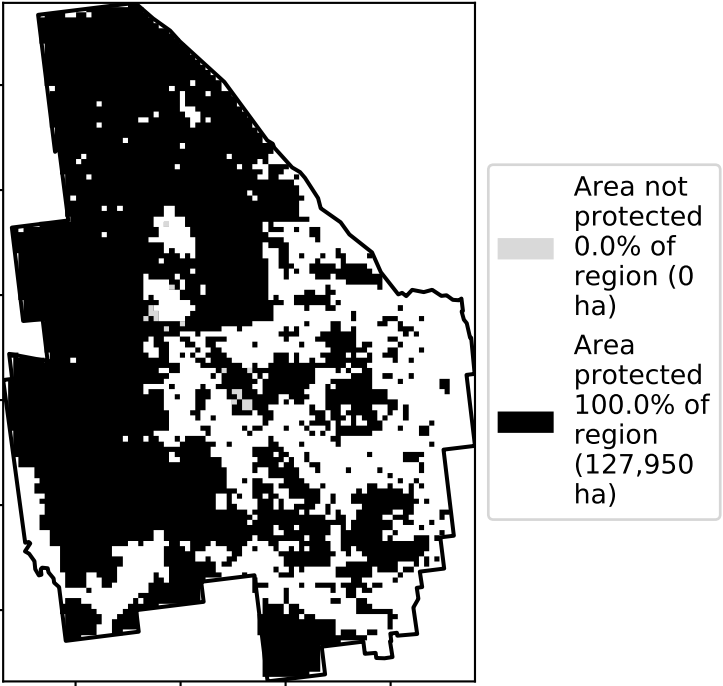 Area not
protected
0.0% of
region (0
ha)
Area
protected
100.0% of
region
(127,950
ha)